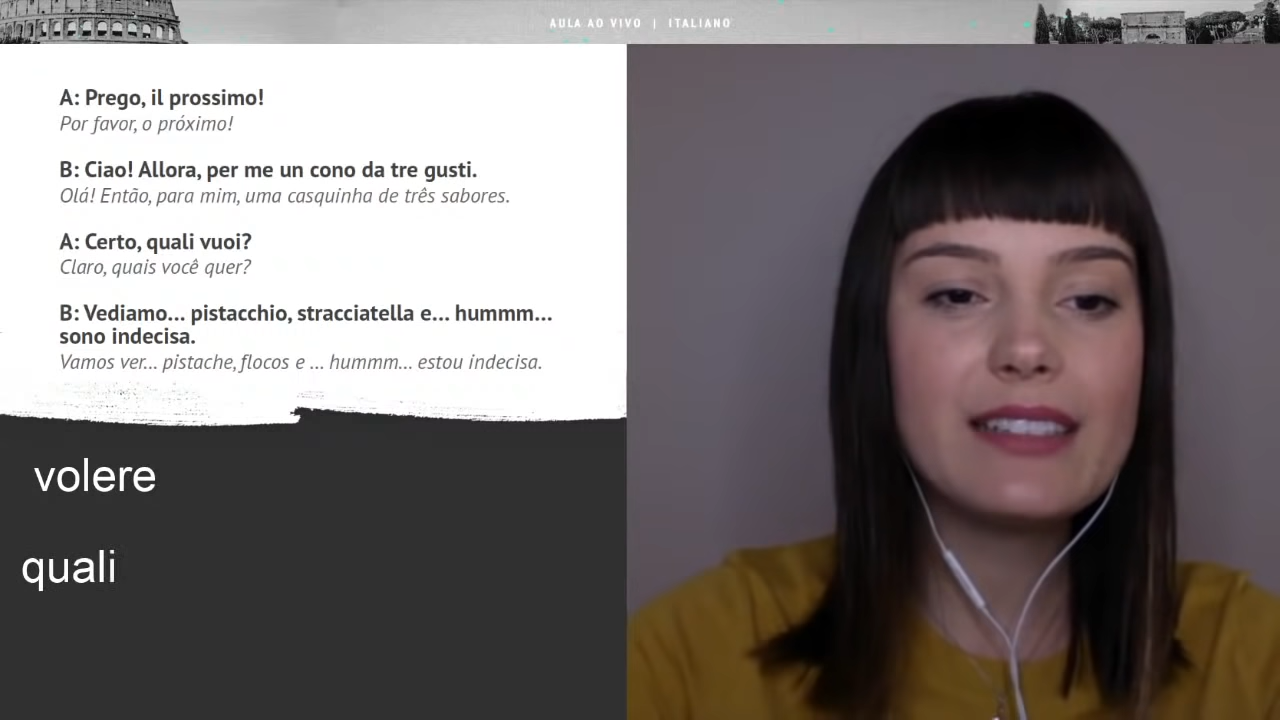 AULA AO VIVO | ITALIANO
A: Prego, il prossimo!
Por favor, o próximo!
B: Ciao! Allora, per me un cono da tre gusti.
Olá! Então, para mim, uma casquinha de três sabores.
A: Certo, quali vuoi?
Claro, quais você quer?
B: Vediamo... pistacchio, stracciatella e... hummm...
sono indecisa.
Vamos ver... pistache, flocos e ... hummm... estou indecisa.
volere
quali